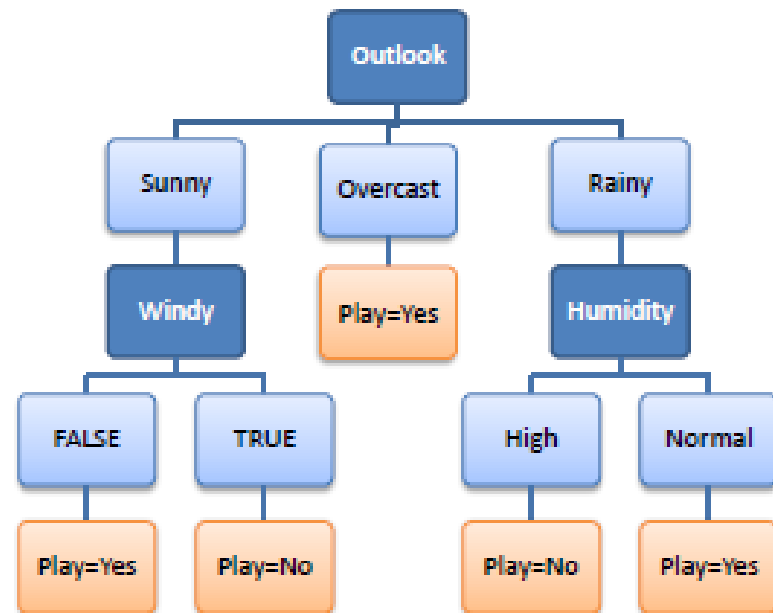 Outlook
Sunny
Overcast
Rainy
Windy
Play=Yes
Humidity
FALSE
TRUE
High
Normal
Play=Yes
Play=No
Play=No
Play=Yes